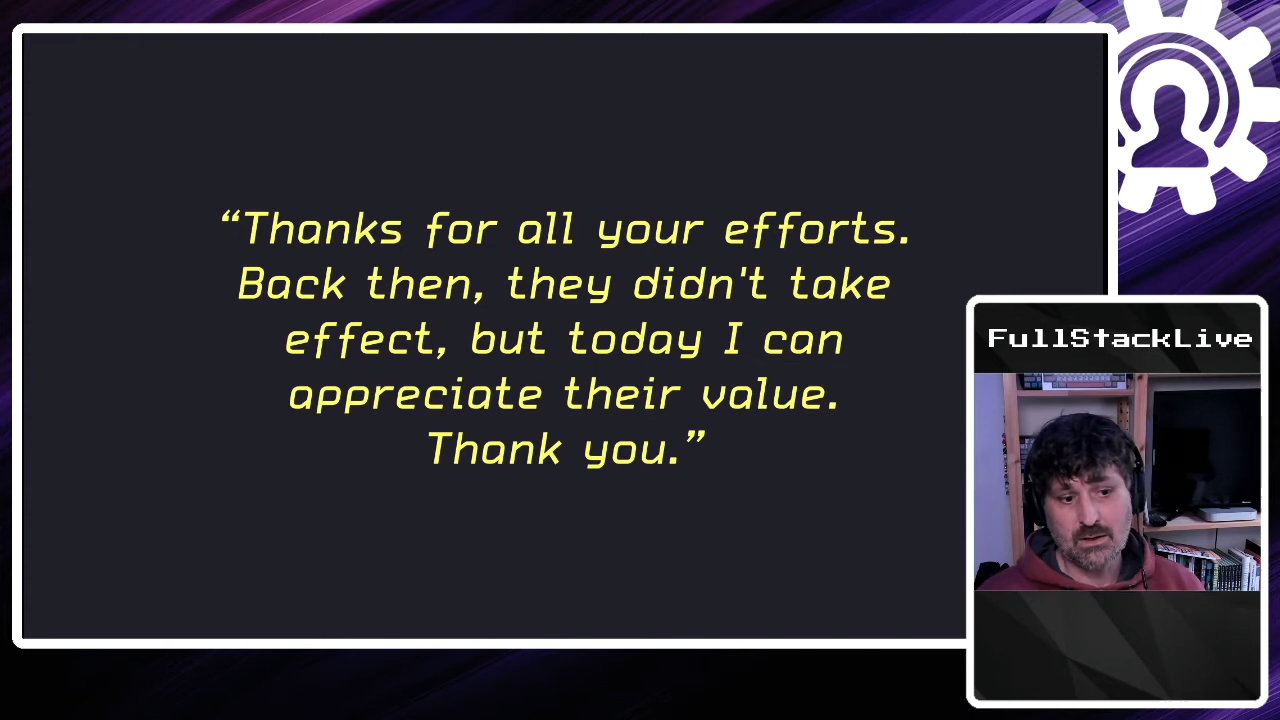 “Thanks for all your efforts.
Back then, they didn't take
effect, but today I can
appreciate their value.
Thank you.”
FullStackLive